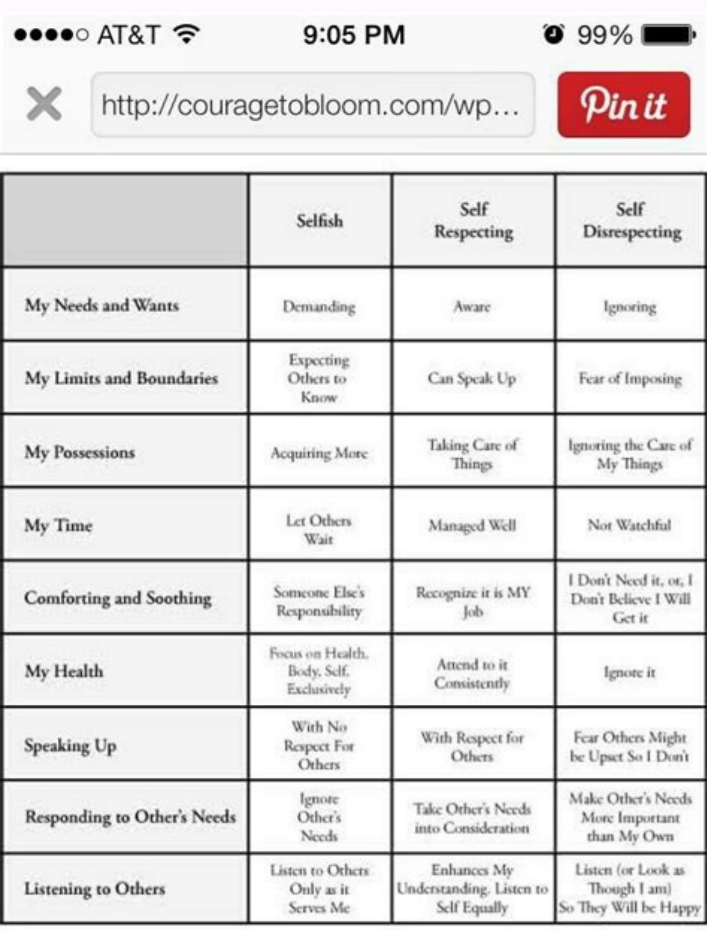 AT&T 9:05 PM 99%
http://couragetobloom.com/wp...
Pin it
Selfish
Self
Respecting
Self
Disrespecting
My Needs and Wants
Demanding
Aware
Ignoring
My Limits and Boundaries
Expecting
Others to
Know
Can Speak Up
Fear of Imposing
My Possessions
Acquiring More
Taking Care of
Things
Ignoring the Care of
My Things
My Time
Let Others
Wait
Managed Well
Not Watchful
Comforting and Soothing
Someone Else's
Responsibility
Recognize it is MY
Job
I Don't Need it, or, I
Don't Believe I Will
Get it
My Health
Focus on Health,
Body, Self,
Exclusively
Attend to it
Consistently
Ignore it
Speaking Up
With No
Respect For
Others
With Respect for
Others
Fear Others Might
be Upset So I Don't
Responding to Other's Needs
Ignore
Other's
Needs
Take Other's Needs
into Consideration
Make Other's Needs
More Important
than My Own
Listening to Others
Listen to Others
Only as it
Serves Me
Enhances My
Understanding. Listen to
Self Equally
Listen (or Look as
Though I am)
So They Will be Happy